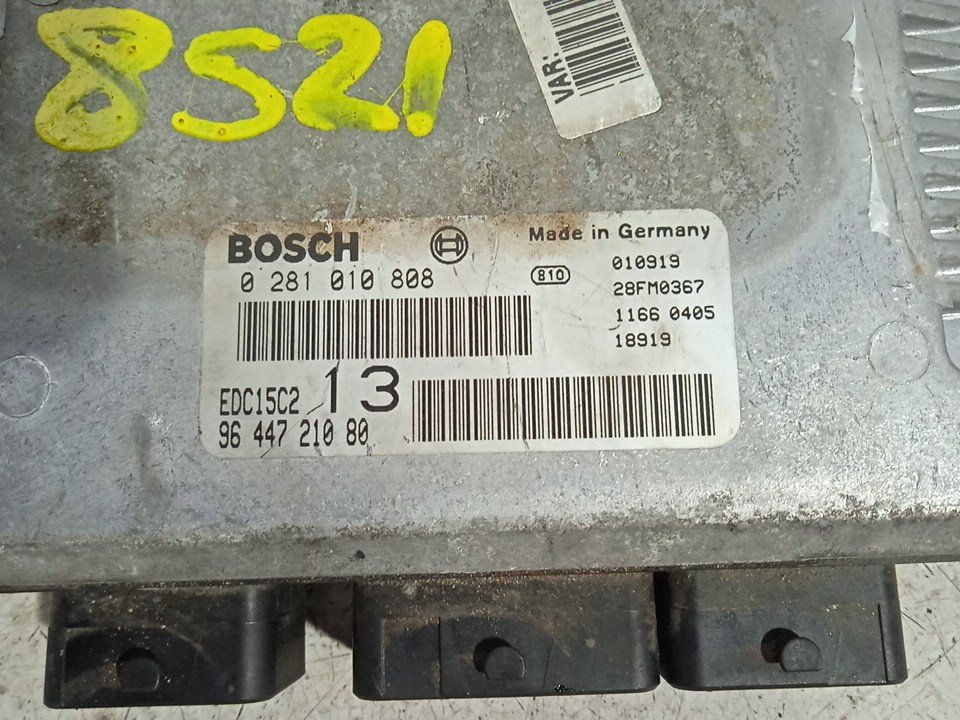 8521
VAR:
BOSCH
Made in Germany
0 281 010 808
810
010919
28FM0367
1166 0405
18919
EDC15C2 13
96 447 210 80